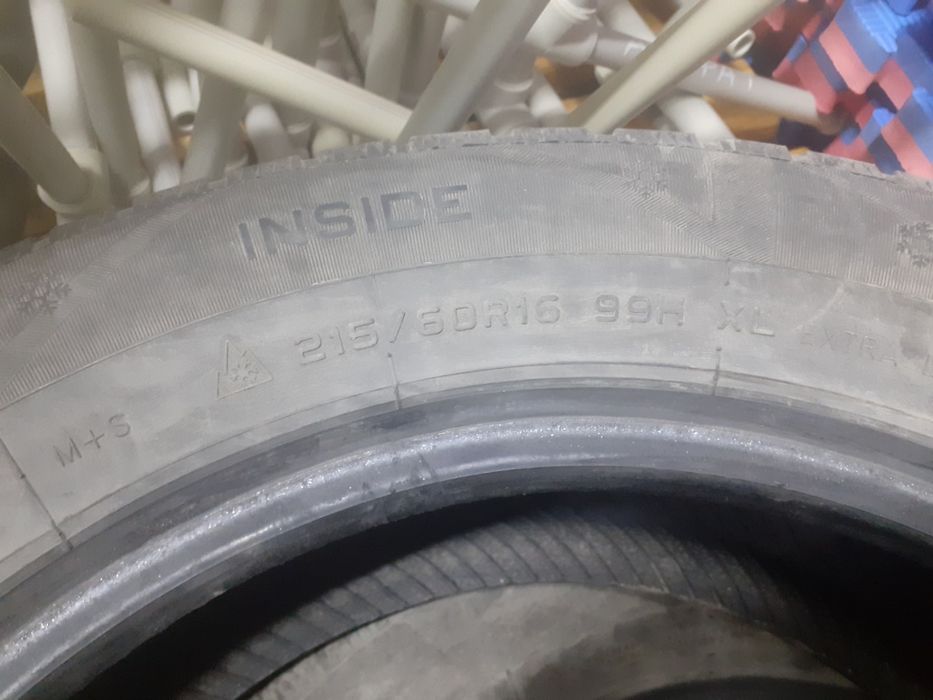 INSIDE
M+S 215/60R16 99H XL EXTRA